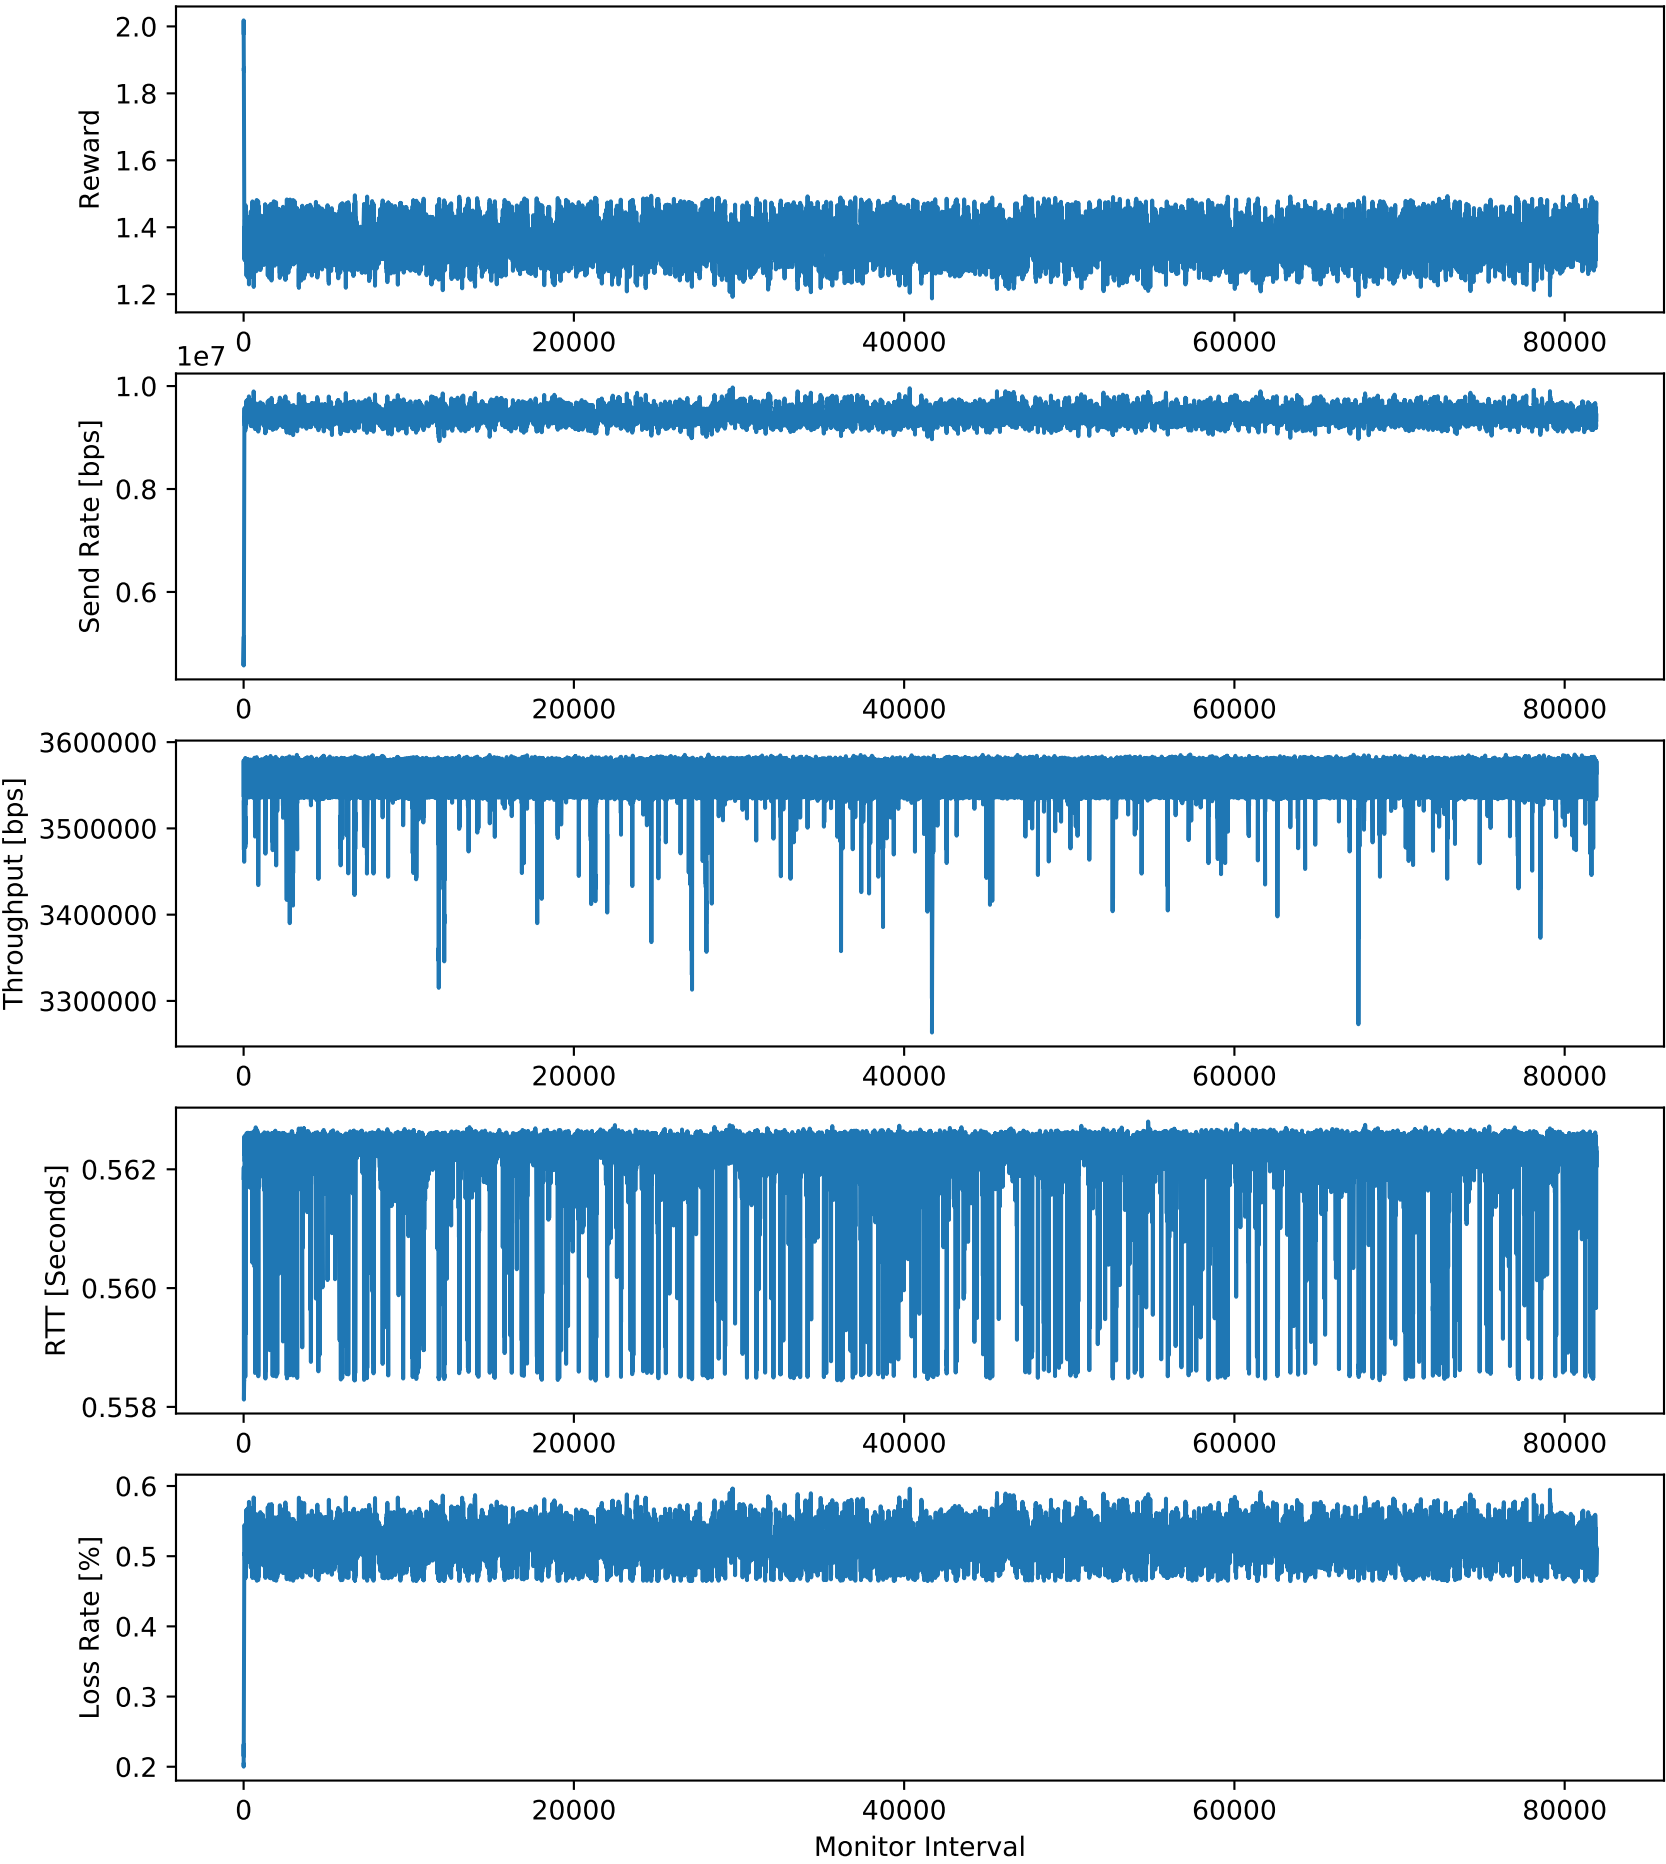 2.0
1.8
1.6
1.4
1.2
Reward
0 20000 40000 60000 80000
1e7
1.0
0.8
0.6
Send Rate [bps]
0 20000 40000 60000 80000
3600000
3500000
3400000
3300000
Throughput [bps]
0 20000 40000 60000 80000
0.562
0.560
0.558
RTT [Seconds]
0 20000 40000 60000 80000
0.6
0.5
0.4
0.3
0.2
Loss Rate [%]
0 20000 40000 60000 80000
Monitor Interval